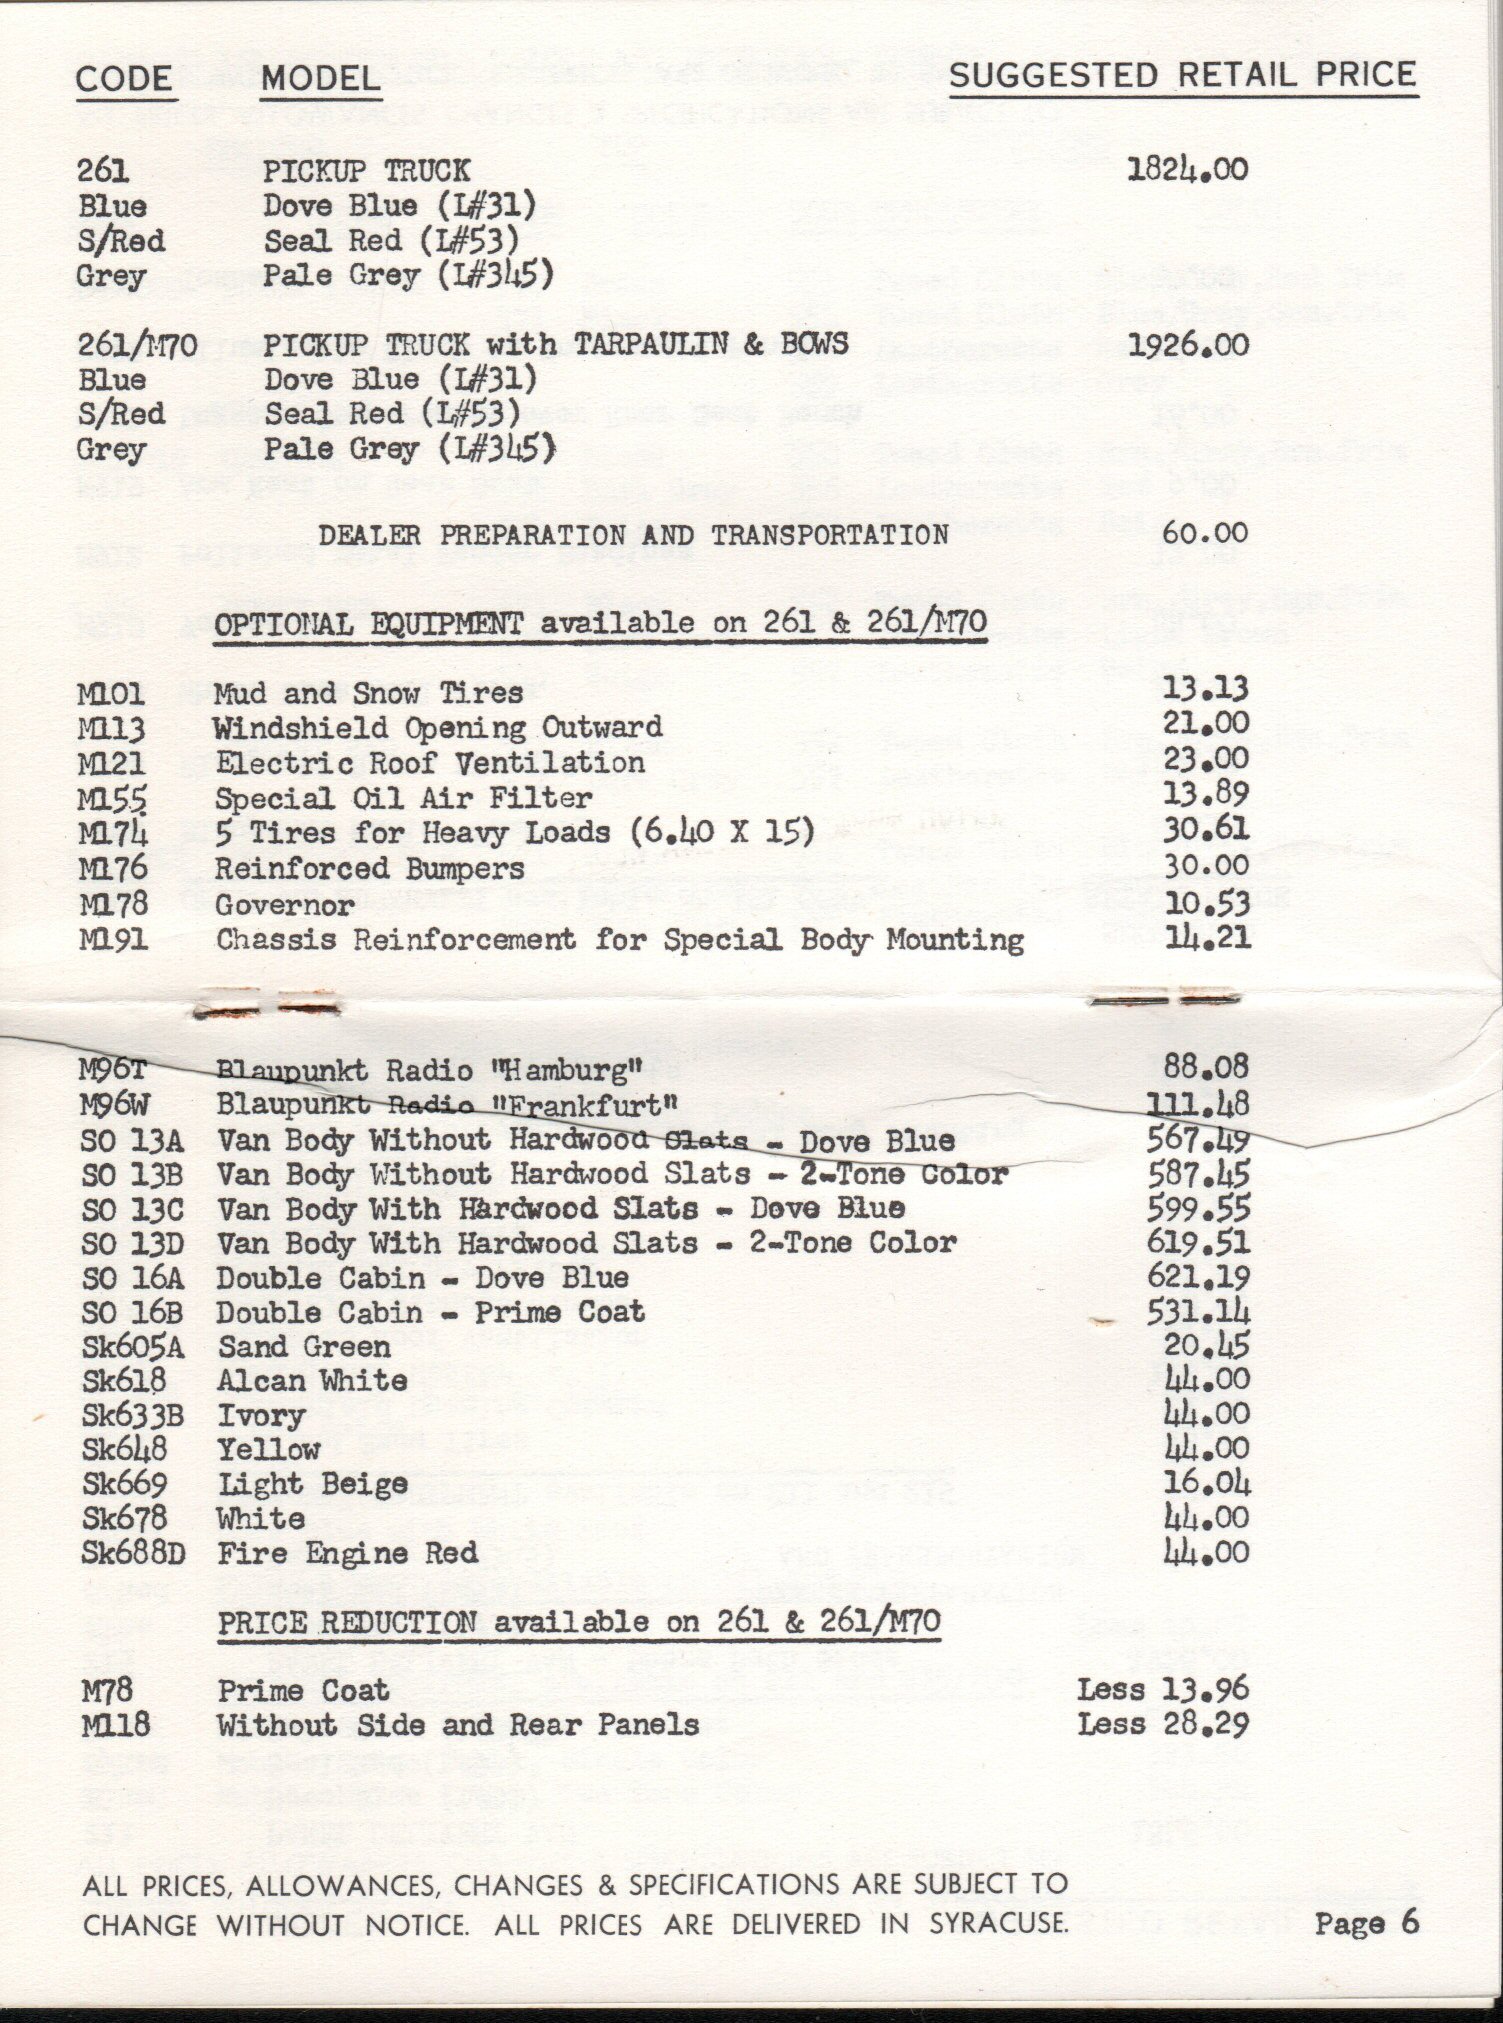 CODE MODEL SUGGESTED RETAIL PRICE
261 PICKUP TRUCK 1824.00
Blue Dove Blue (L#31)
S/Red Seal Red (L#53)
Grey Pale Grey (L#345)
261/M70 PICKUP TRUCK with TARPAULIN & BOWS 1926.00
Blue Dove Blue (L#31)
S/Red Seal Red (L#53)
Grey Pale Grey (L#345)
DEALER PREPARATION AND TRANSPORTATION 60.00
OPTIONAL EQUIPMENT available on 261 & 261/M70
M101 Mud and Snow Tires 13.13
M113 Windshield Opening Outward 21.00
M121 Electric Roof Ventilation 23.00
M155 Special Oil Air Filter 13.89
M174 5 Tires for Heavy Loads (6.40 X 15) 30.61
M176 Reinforced Bumpers 30.00
M178 Governor 10.53
M191 Chassis Reinforcement for Special Body Mounting 14.21
M96T Blaupunkt Radio "Hamburg" 88.08
M96W Blaupunkt Radio "Frankfurt" 111.48
SO 13A Van Body Without Hardwood Slats - Dove Blue 567.49
SO 13B Van Body Without Hardwood Slats - 2-Tone Color 587.45
SO 13C Van Body With Hardwood Slats - Dove Blue 599.55
SO 13D Van Body With Hardwood Slats - 2-Tone Color 619.51
SO 16A Double Cabin - Dove Blue 621.19
SO 16B Double Cabin - Prime Coat 531.14
Sk605A Sand Green 20.45
Sk618 Alcan White 44.00
Sk633B Ivory 44.00
Sk648 Yellow 44.00
Sk669 Light Beige 16.04
Sk678 White 44.00
Sk688D Fire Engine Red 44.00
PRICE REDUCTION available on 261 & 261/M70
M78 Prime Coat Less 13.96
M118 Without Side and Rear Panels Less 28.29
ALL PRICES, ALLOWANCES, CHANGES & SPECIFICATIONS ARE SUBJECT TO
CHANGE WITHOUT NOTICE. ALL PRICES ARE DELIVERED IN SYRACUSE. Page 6